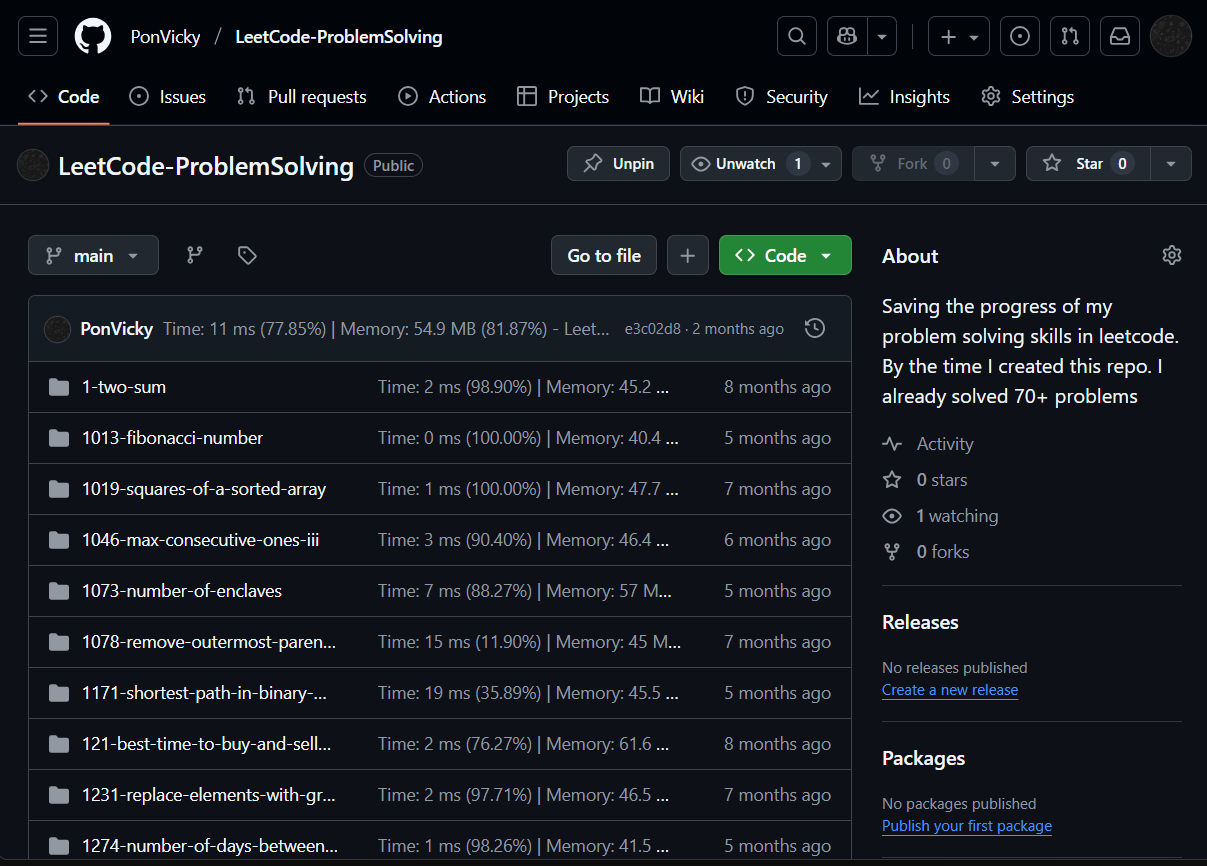 PonVicky / LeetCode-ProblemSolving
Code Issues Pull requests Actions Projects Wiki Security Insights Settings
LeetCode-ProblemSolving Public Unpin Unwatch 1 Fork 0 Star 0
main Go to file Code
PonVicky Time: 11 ms (77.85%) | Memory: 54.9 MB (81.87%) - Leet... e3c02d8 · 2 months ago
1-two-sum Time: 2 ms (98.90%) | Memory: 45.2 ... 8 months ago
1013-fibonacci-number Time: 0 ms (100.00%) | Memory: 40.4 ... 5 months ago
1019-squares-of-a-sorted-array Time: 1 ms (100.00%) | Memory: 47.7 ... 7 months ago
1046-max-consecutive-ones-iii Time: 3 ms (90.40%) | Memory: 46.4 ... 6 months ago
1073-number-of-enclaves Time: 7 ms (88.27%) | Memory: 57 M... 5 months ago
1078-remove-outermost-paren... Time: 15 ms (11.90%) | Memory: 45 M... 7 months ago
1171-shortest-path-in-binary-... Time: 19 ms (35.89%) | Memory: 45.5 ... 5 months ago
121-best-time-to-buy-and-sell... Time: 2 ms (76.27%) | Memory: 61.6 ... 8 months ago
1231-replace-elements-with-gr... Time: 2 ms (97.71%) | Memory: 46.5 ... 7 months ago
1274-number-of-days-between... Time: 1 ms (98.26%) | Memory: 41.5 ... 5 months ago
About
Saving the progress of my
problem solving skills in leetcode.
By the time I created this repo. I
already solved 70+ problems
Activity
0 stars
1 watching
0 forks
Releases
No releases published
Create a new release
Packages
No packages published
Publish your first package